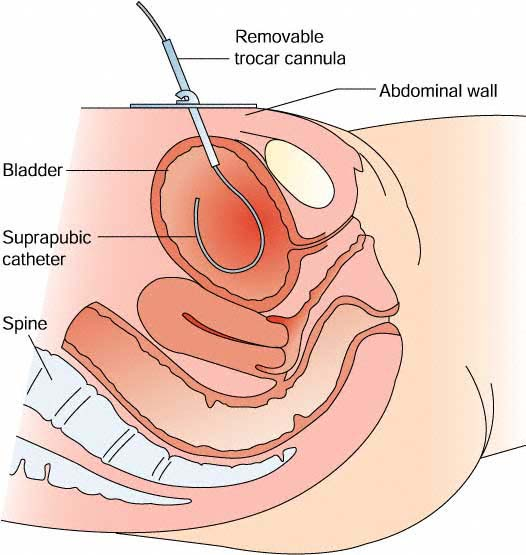 Removable
trocar cannula
Abdominal wall
Bladder
Suprapubic
catheter
Spine